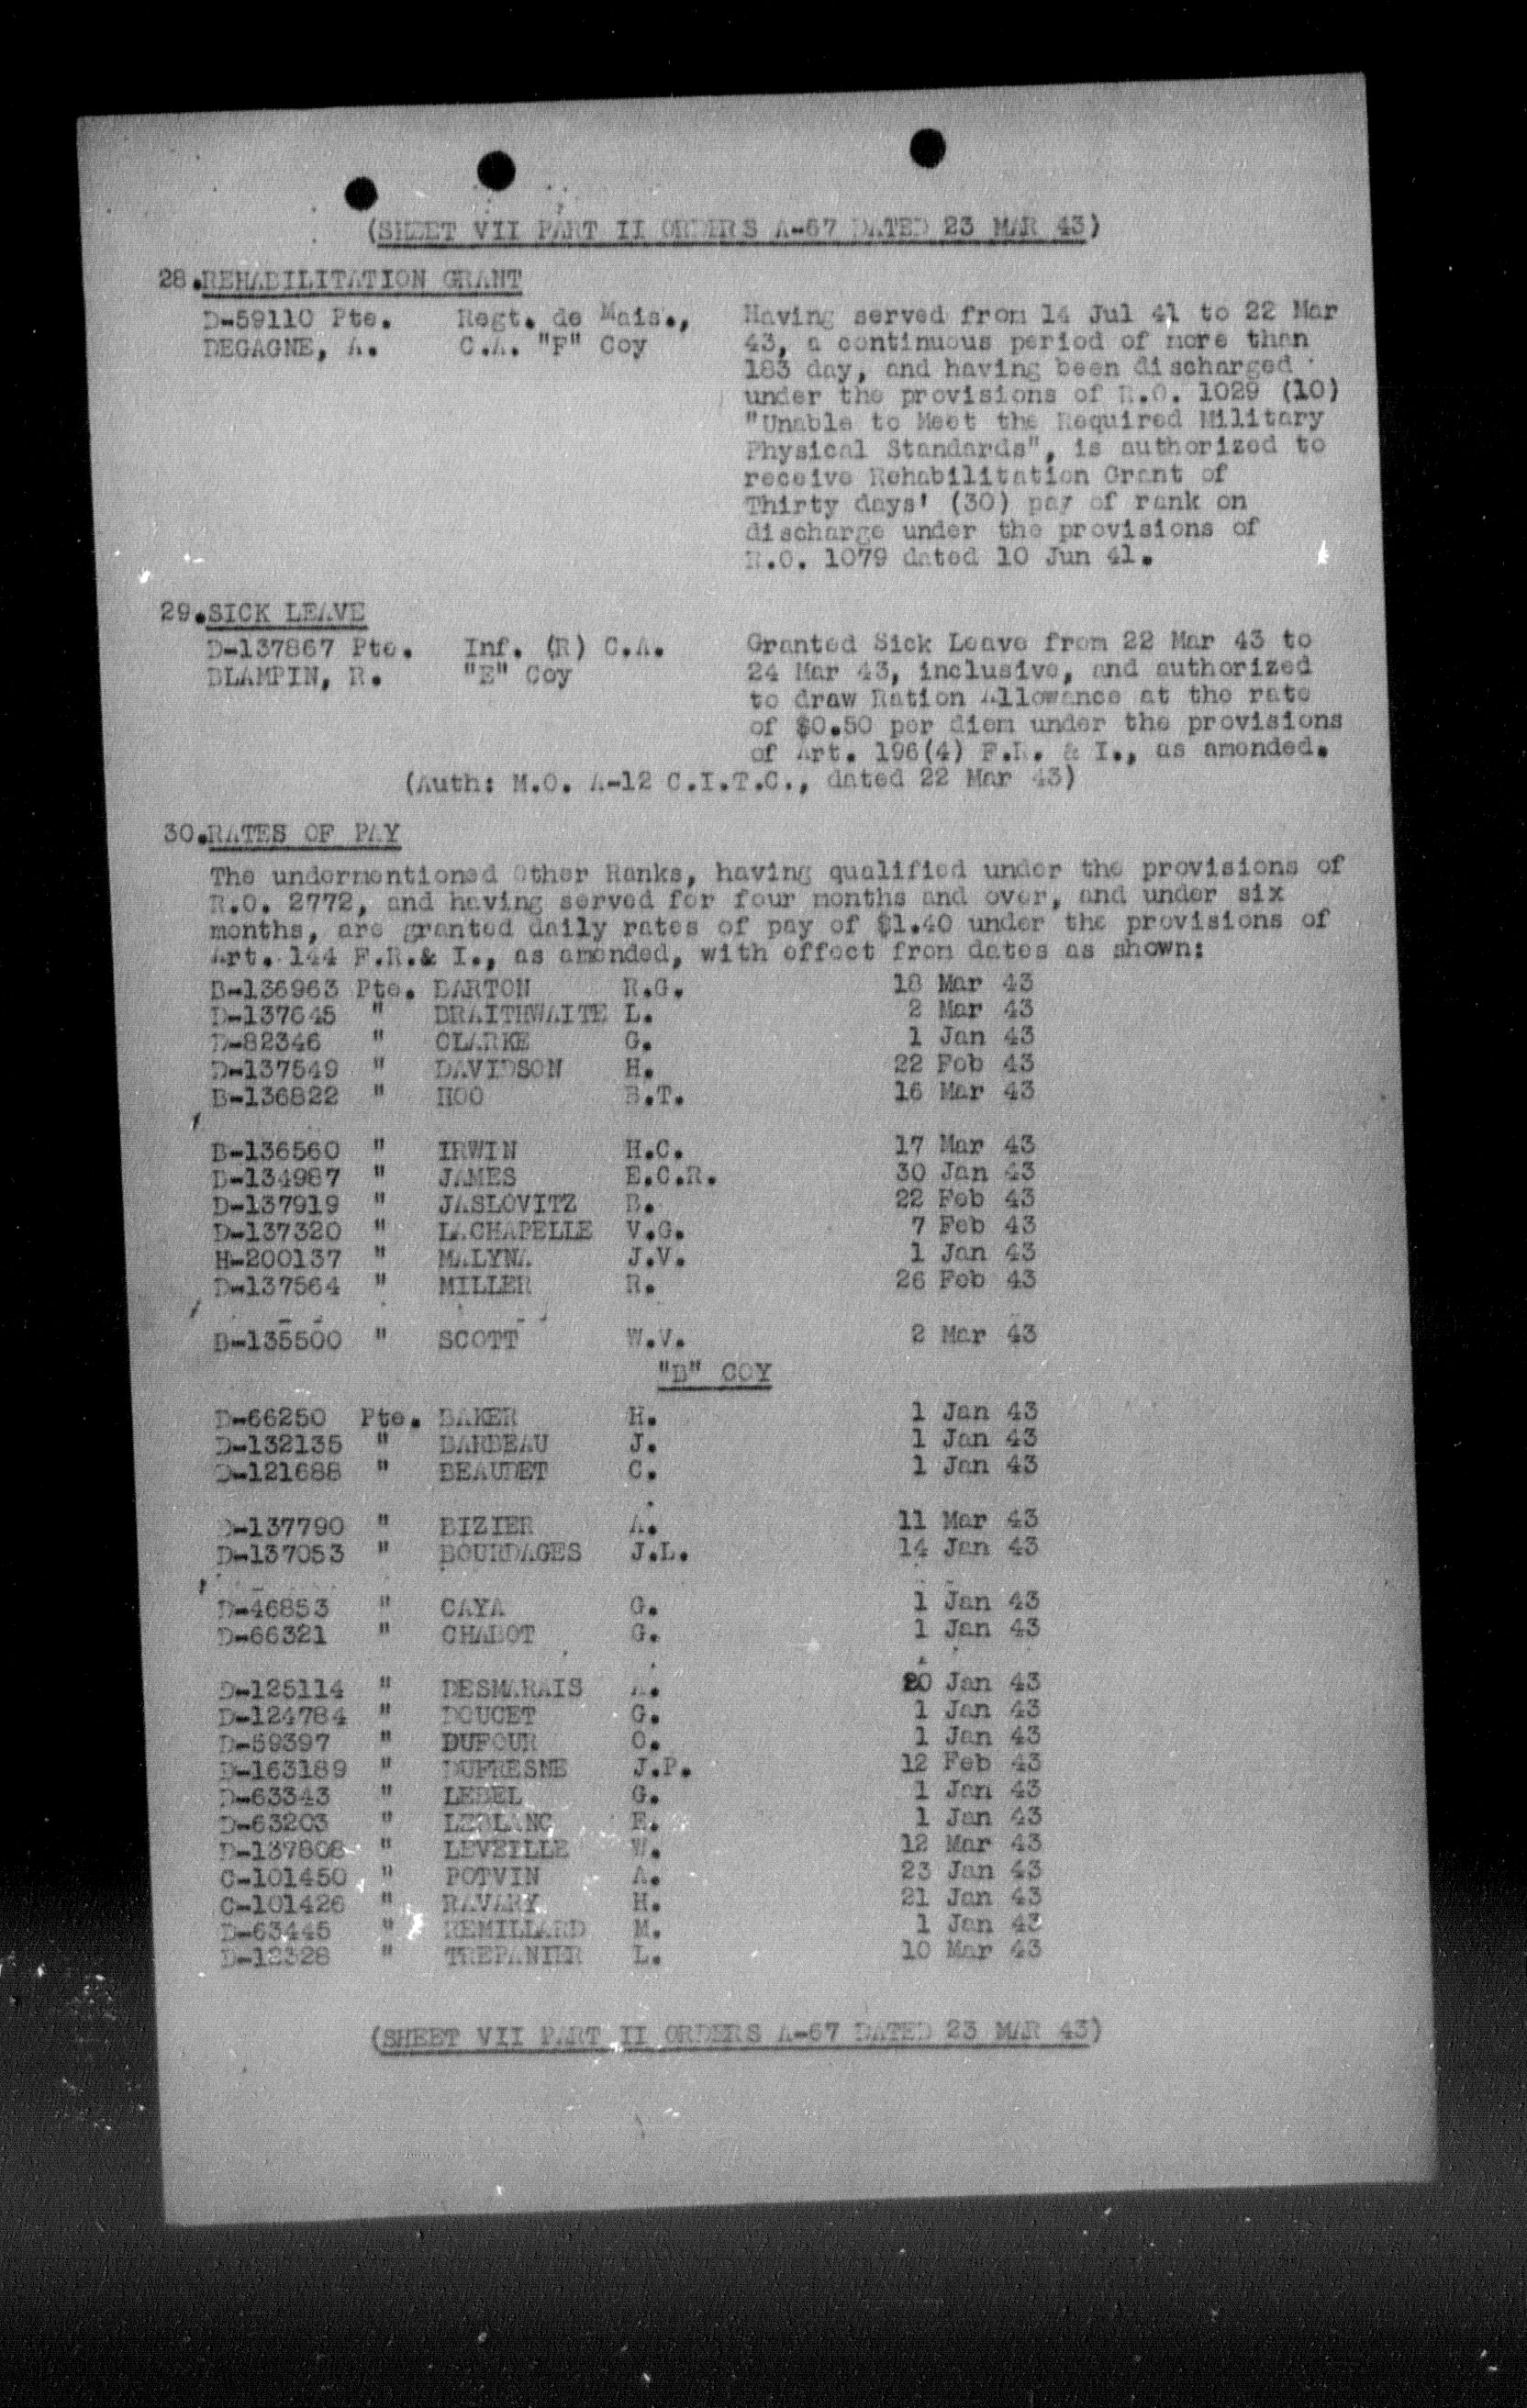 (SHEET VII PART II ORDERS A-67 DATED 23 MAR 43)
28.REHABILITATION GRANT
D-59110 Pte. Regt. de Mais., Having served from 14 Jul 41 to 22 Mar
DEGAGNE, A. C.A. "F" Coy 43, a continuous period of more than
183 day, and having been discharged
under the provisions of R.O. 1029 (10)
"Unable to Meet the Required Military
Physical Standards", is authorized to
receive Rehabilitation Grant of
Thirty days' (30) pay of rank on
discharge under the provisions of
R.O. 1079 dated 10 Jun 41.
29.SICK LEAVE
D-137867 Pte. Inf. (R) C.A. Granted Sick Leave from 22 Mar 43 to
BLAMPIN, R. "E" Coy 24 Mar 43, inclusive, and authorized
to draw Ration Allowance at the rate
of $0.50 per diem under the provisions
of Art. 196(4) F.R. & I., as amended.
(Auth: M.O. A-12 C.I.T.C., dated 22 Mar 43)
30.RATES OF PAY
The undermentioned Other Ranks, having qualified under the provisions of
R.O. 2772, and having served for four months and over, and under six
months, are granted daily rates of pay of $1.40 under the provisions of
Art. 144 F.R.& I., as amended, with effect from dates as shown:
B-136963 Pte. BARTON R.G. 18 Mar 43
D-137645 " BRAITHWAITE L. 2 Mar 43
D-82346 " CLARKE G. 1 Jan 43
D-137549 " DAVIDSON H. 22 Feb 43
B-136822 " HOO B.T. 16 Mar 43
B-136560 " IRWIN H.C. 17 Mar 43
D-134987 " JAMES E.C.R. 30 Jan 43
D-137919 " JASLOVITZ B. 22 Feb 43
D-137320 " LACHAPELLE V.G. 7 Feb 43
H-200137 " MALYNA J.V. 1 Jan 43
D-137564 " MILLER R. 26 Feb 43
B-135500 " SCOTT W.V. 2 Mar 43
"B" COY
D-66250 Pte. BAKER H. 1 Jan 43
D-132135 " BARBEAU J. 1 Jan 43
D-121688 " BEAUDET C. 1 Jan 43
D-137790 " BIZIER A. 11 Mar 43
D-137053 " BOURDAGES J.L. 14 Jan 43
D-46853 " CAYA G. 1 Jan 43
D-66321 " CHABOT G. 1 Jan 43
D-125114 " DESMARAIS A. 20 Jan 43
D-124784 " DOUCET G. 1 Jan 43
D-59397 " DUFOUR O. 1 Jan 43
D-163189 " DUFRESNE J.P. 12 Feb 43
D-63343 " LEBEL G. 1 Jan 43
D-63203 " LEBLANC E. 1 Jan 43
D-137808 " LEVEILLE W. 12 Mar 43
C-101450 " POTVIN A. 23 Jan 43
C-101426 " RAVARY H. 21 Jan 43
D-63445 " REMILLARD M. 1 Jan 43
D-12328 " TREPANIER L. 10 Mar 43
(SHEET VII PART II ORDERS A-67 DATED 23 MAR 43)